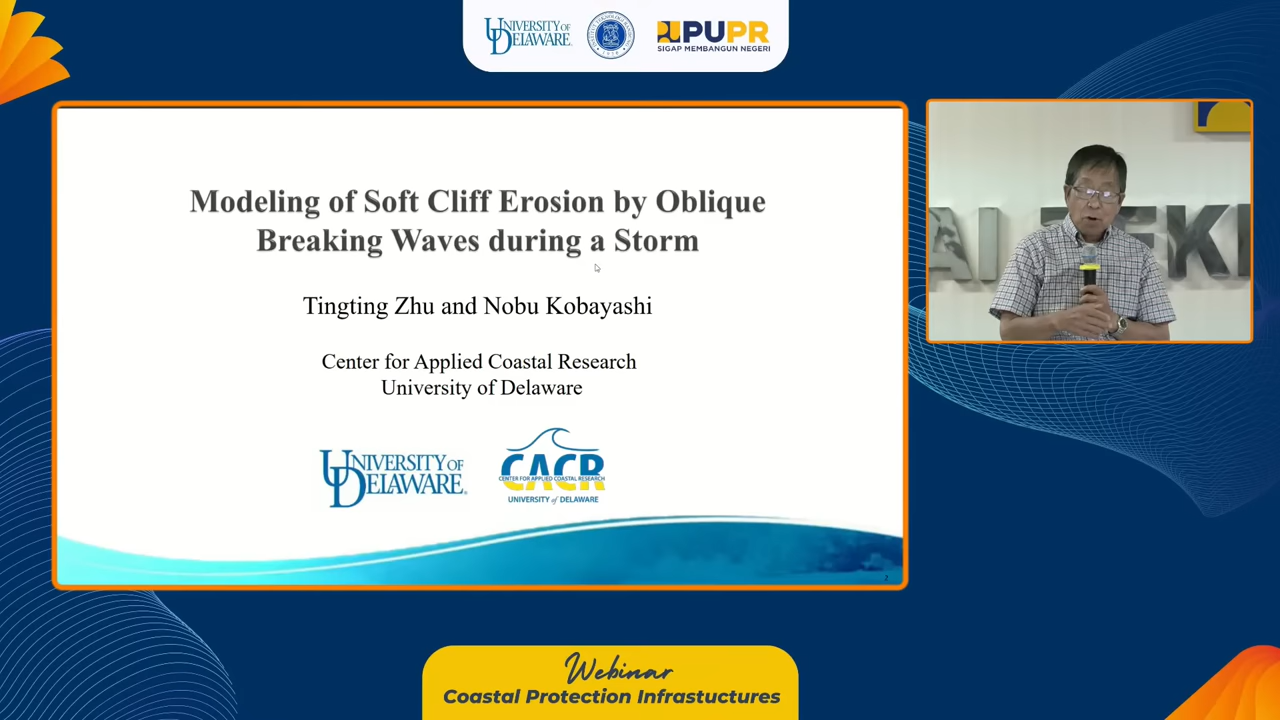 UNIVERSITY OF
DELAWARE
PUPR
SIGAP MEMBANGUN NEGERI
Modeling of Soft Cliff Erosion by Oblique
Breaking Waves during a Storm
Tingting Zhu and Nobu Kobayashi
Center for Applied Coastal Research
University of Delaware
UNIVERSITY OF
DELAWARE
CACR
CENTER FOR APPLIED COASTAL RESEARCH
UNIVERSITY of DELAWARE
2
Webinar
Coastal Protection Infrastuctures